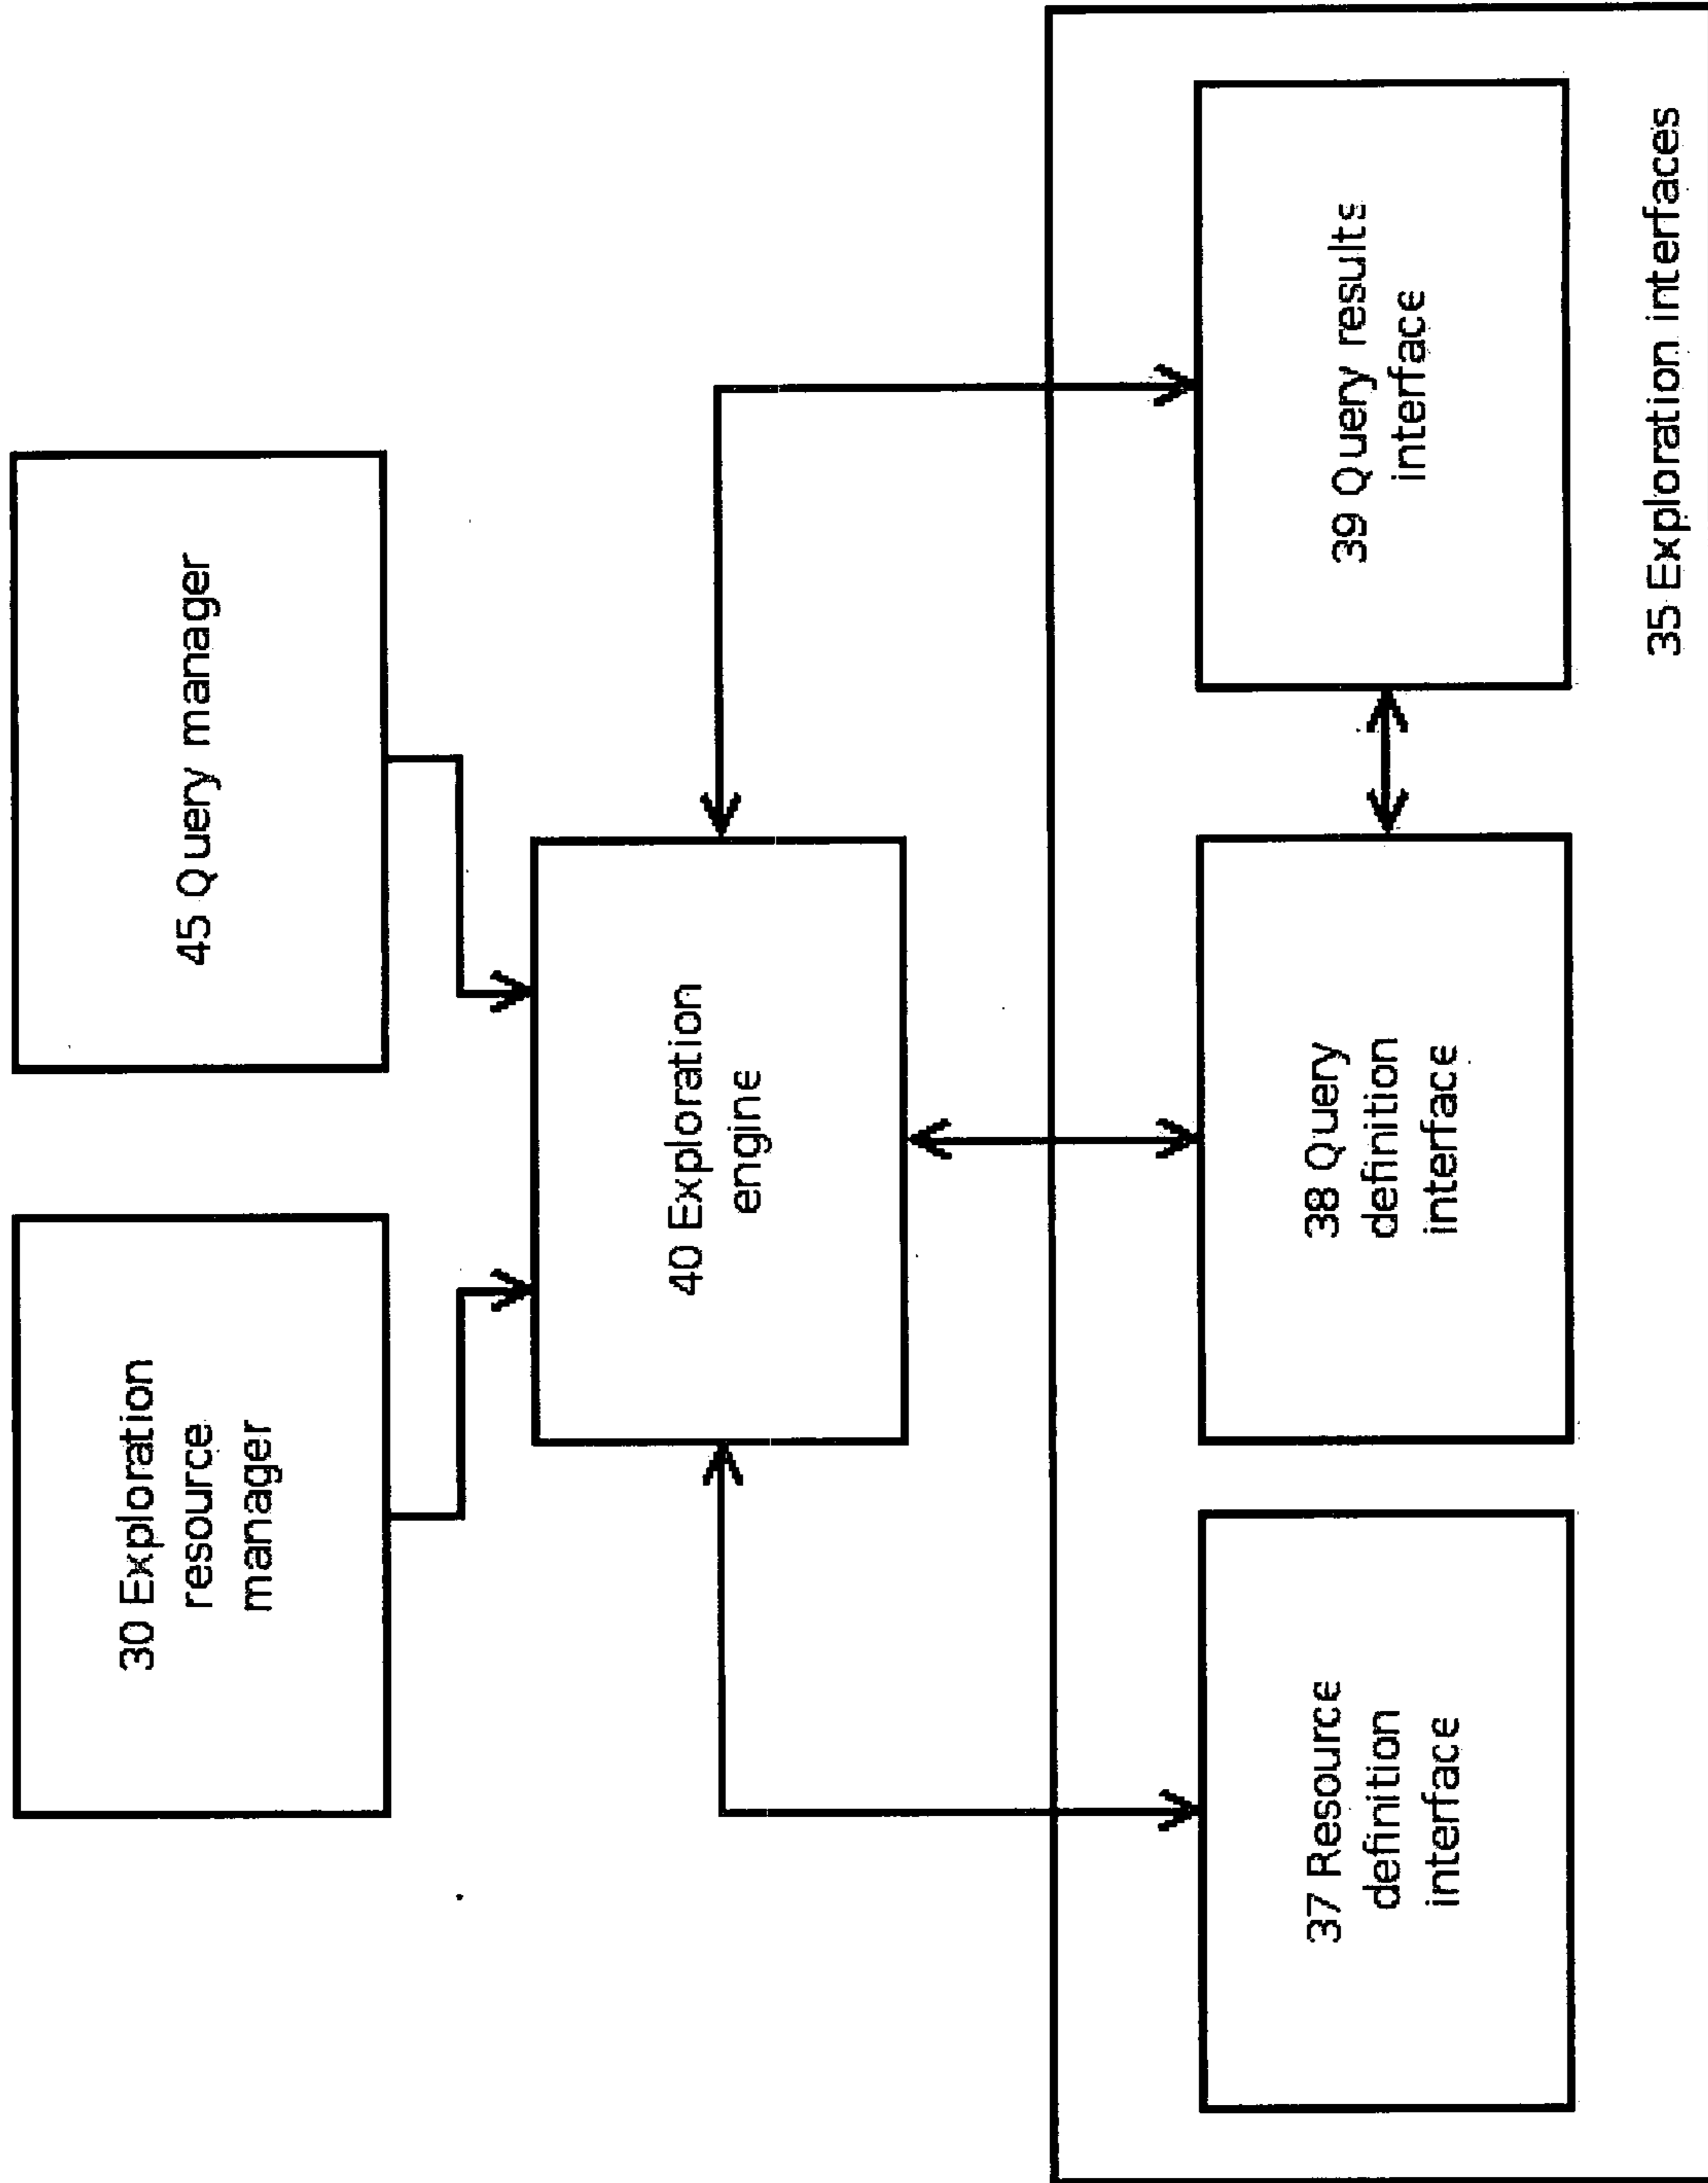 30 Exploration
resource
manager
45 Query manager
40 Exploration
engine
37 Resource
definition
interface
38 Query
definition
interface
39 Query results
interface
35 Exploration interfaces